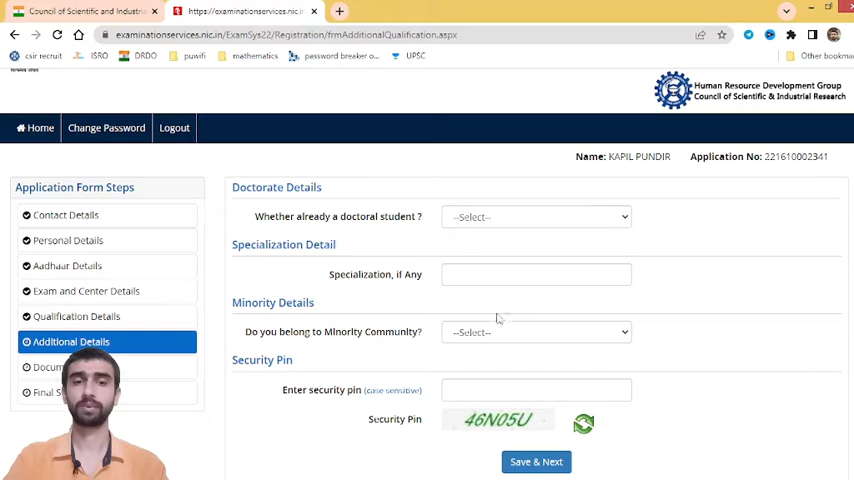 Council of Scientific and Industri
https://examinationservices.nic.in
examinationservices.nic.in/ExamSys22/Registration/frmAdditionalQualification.aspx
csir recruit
ISRO
DRDO
puwifi
mathematics
password breaker o...
UPSC
Other bookma
Human Resource Development Group
Council of Scientific & Industrial Research
Home
Change Password
Logout
Name: KAPIL PUNDIR
Application No: 221610002341
Application Form Steps
Contact Details
Personal Details
Aadhaar Details
Exam and Center Details
Qualification Details
Additional Details
Docum
Final S
Doctorate Details
Whether already a doctoral student ?
--Select--
Specialization Detail
Specialization, if Any
Minority Details
Do you belong to Minority Community?
--Select--
Security Pin
Enter security pin (case sensitive)
Security Pin
46N05U
Save & Next